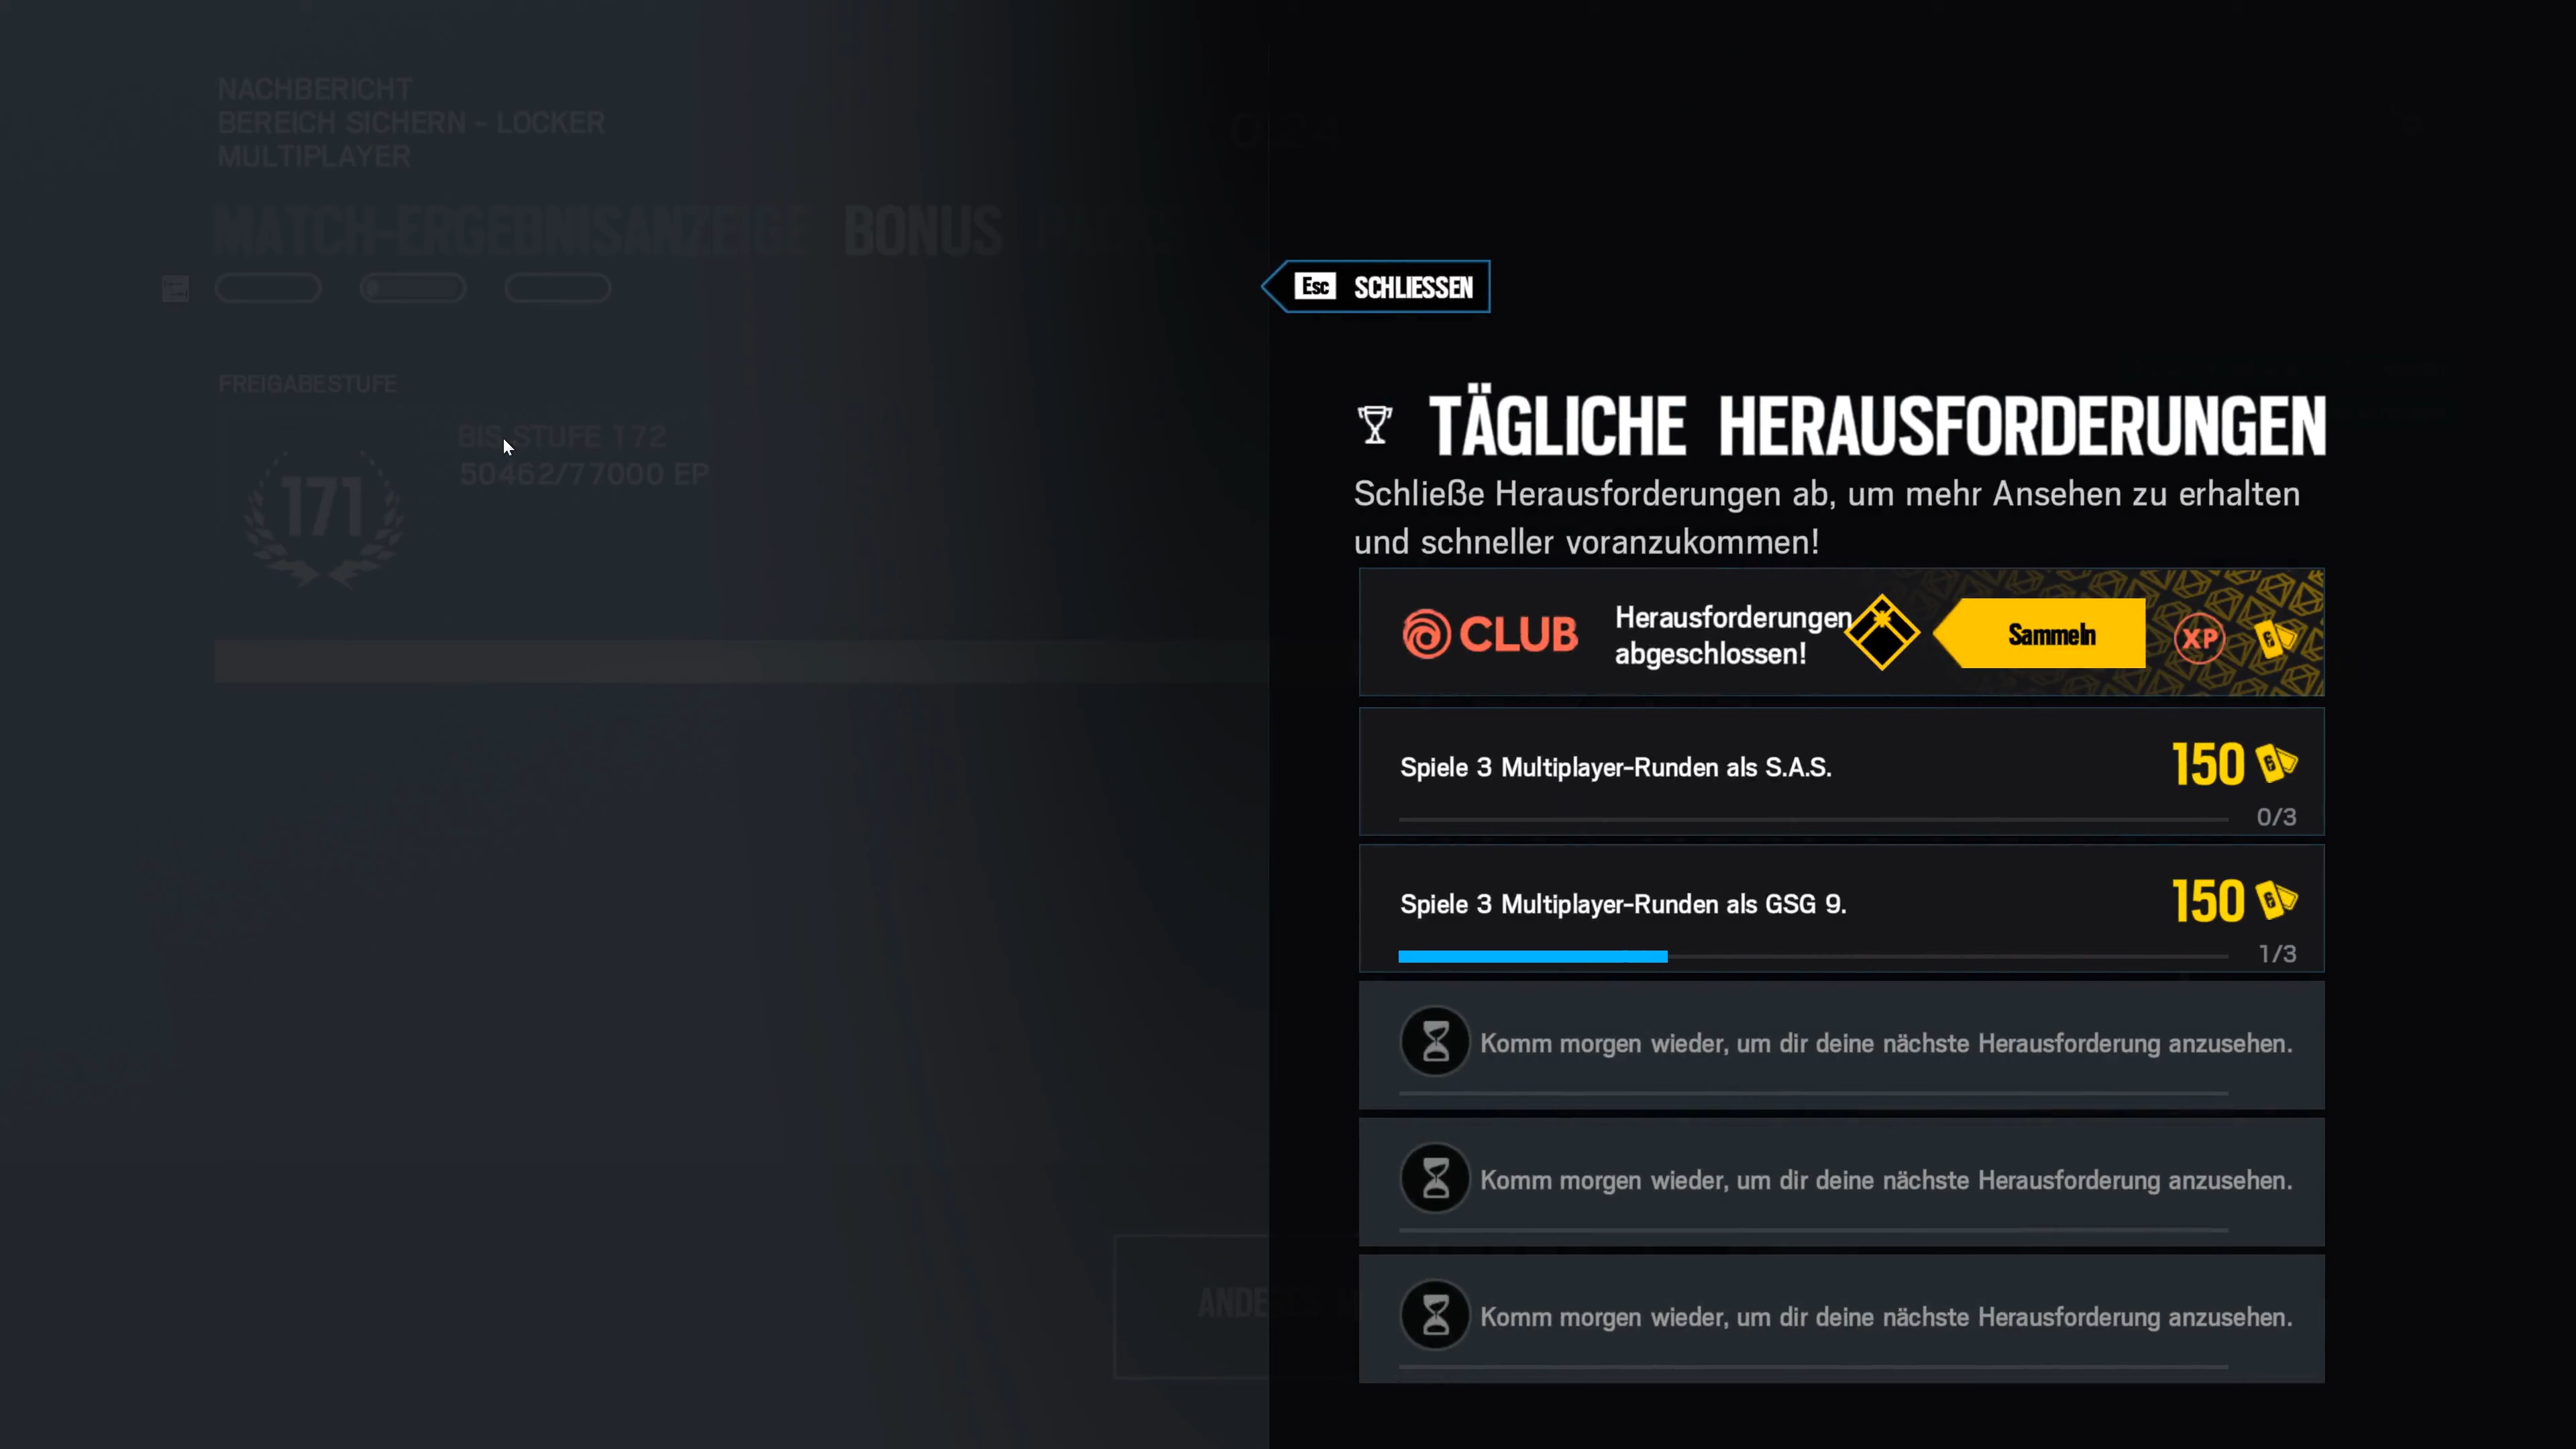 NACHBERICHT
BEREICH SICHERN - LOCKER
MULTIPLAYER
MATCH-ERGEBNISANZEIGE BONUS
FREIGABESTUFE
171
BIS STUFE 172
50462/77000 EP
Esc SCHLIESSEN
TÄGLICHE HERAUSFORDERUNGEN
Schließe Herausforderungen ab, um mehr Ansehen zu erhalten
und schneller voranzukommen!
CLUB
Herausforderungen
abgeschlossen!
Sammeln
XP
Spiele 3 Multiplayer-Runden als S.A.S.
150
0/3
Spiele 3 Multiplayer-Runden als GSG 9.
150
1/3
Komm morgen wieder, um dir deine nächste Herausforderung anzusehen.
Komm morgen wieder, um dir deine nächste Herausforderung anzusehen.
Komm morgen wieder, um dir deine nächste Herausforderung anzusehen.